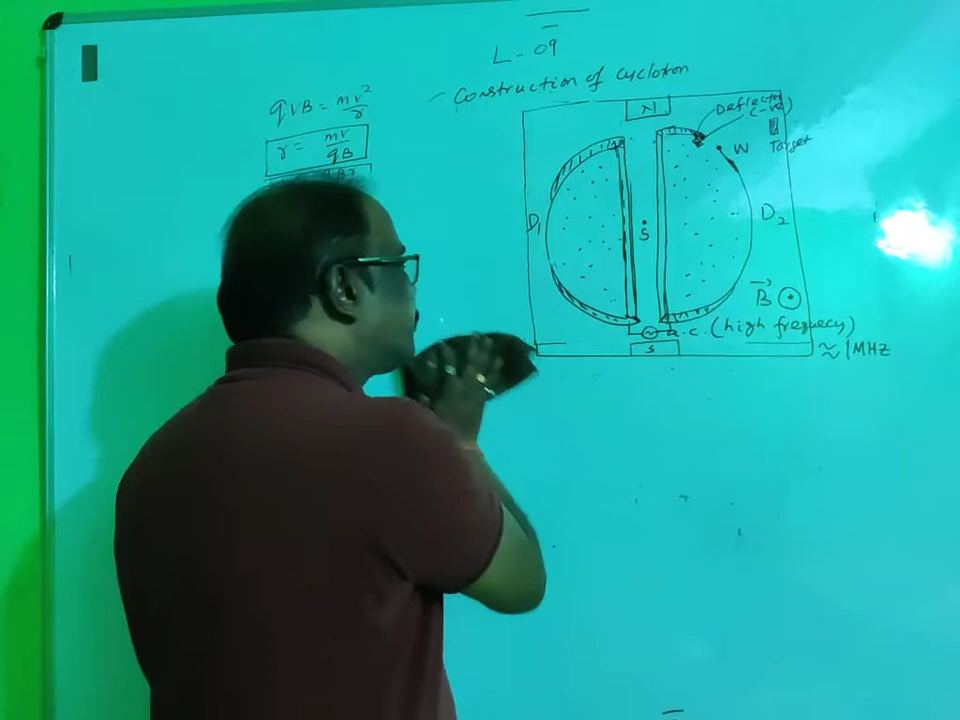 L-09
Construction of cyclotron
qVB = mv²/r
r = mv/qB
N
Deflector
(-ve)
Target
W
D₁
S
D₂
B⃗
a.c. (high frequecy)
S
≈ 1MHZ